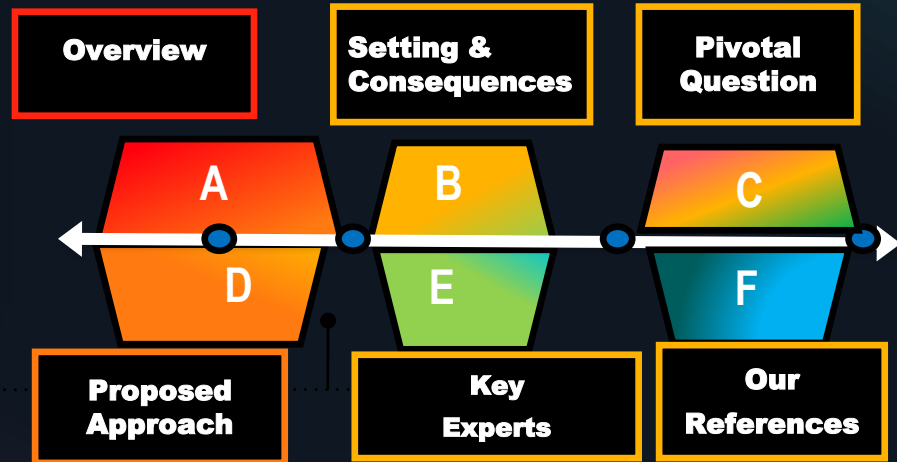 Overview
Setting &
Consequences
Pivotal
Question
A
B
C
D
E
F
Proposed
Approach
Key
Experts
Our
References